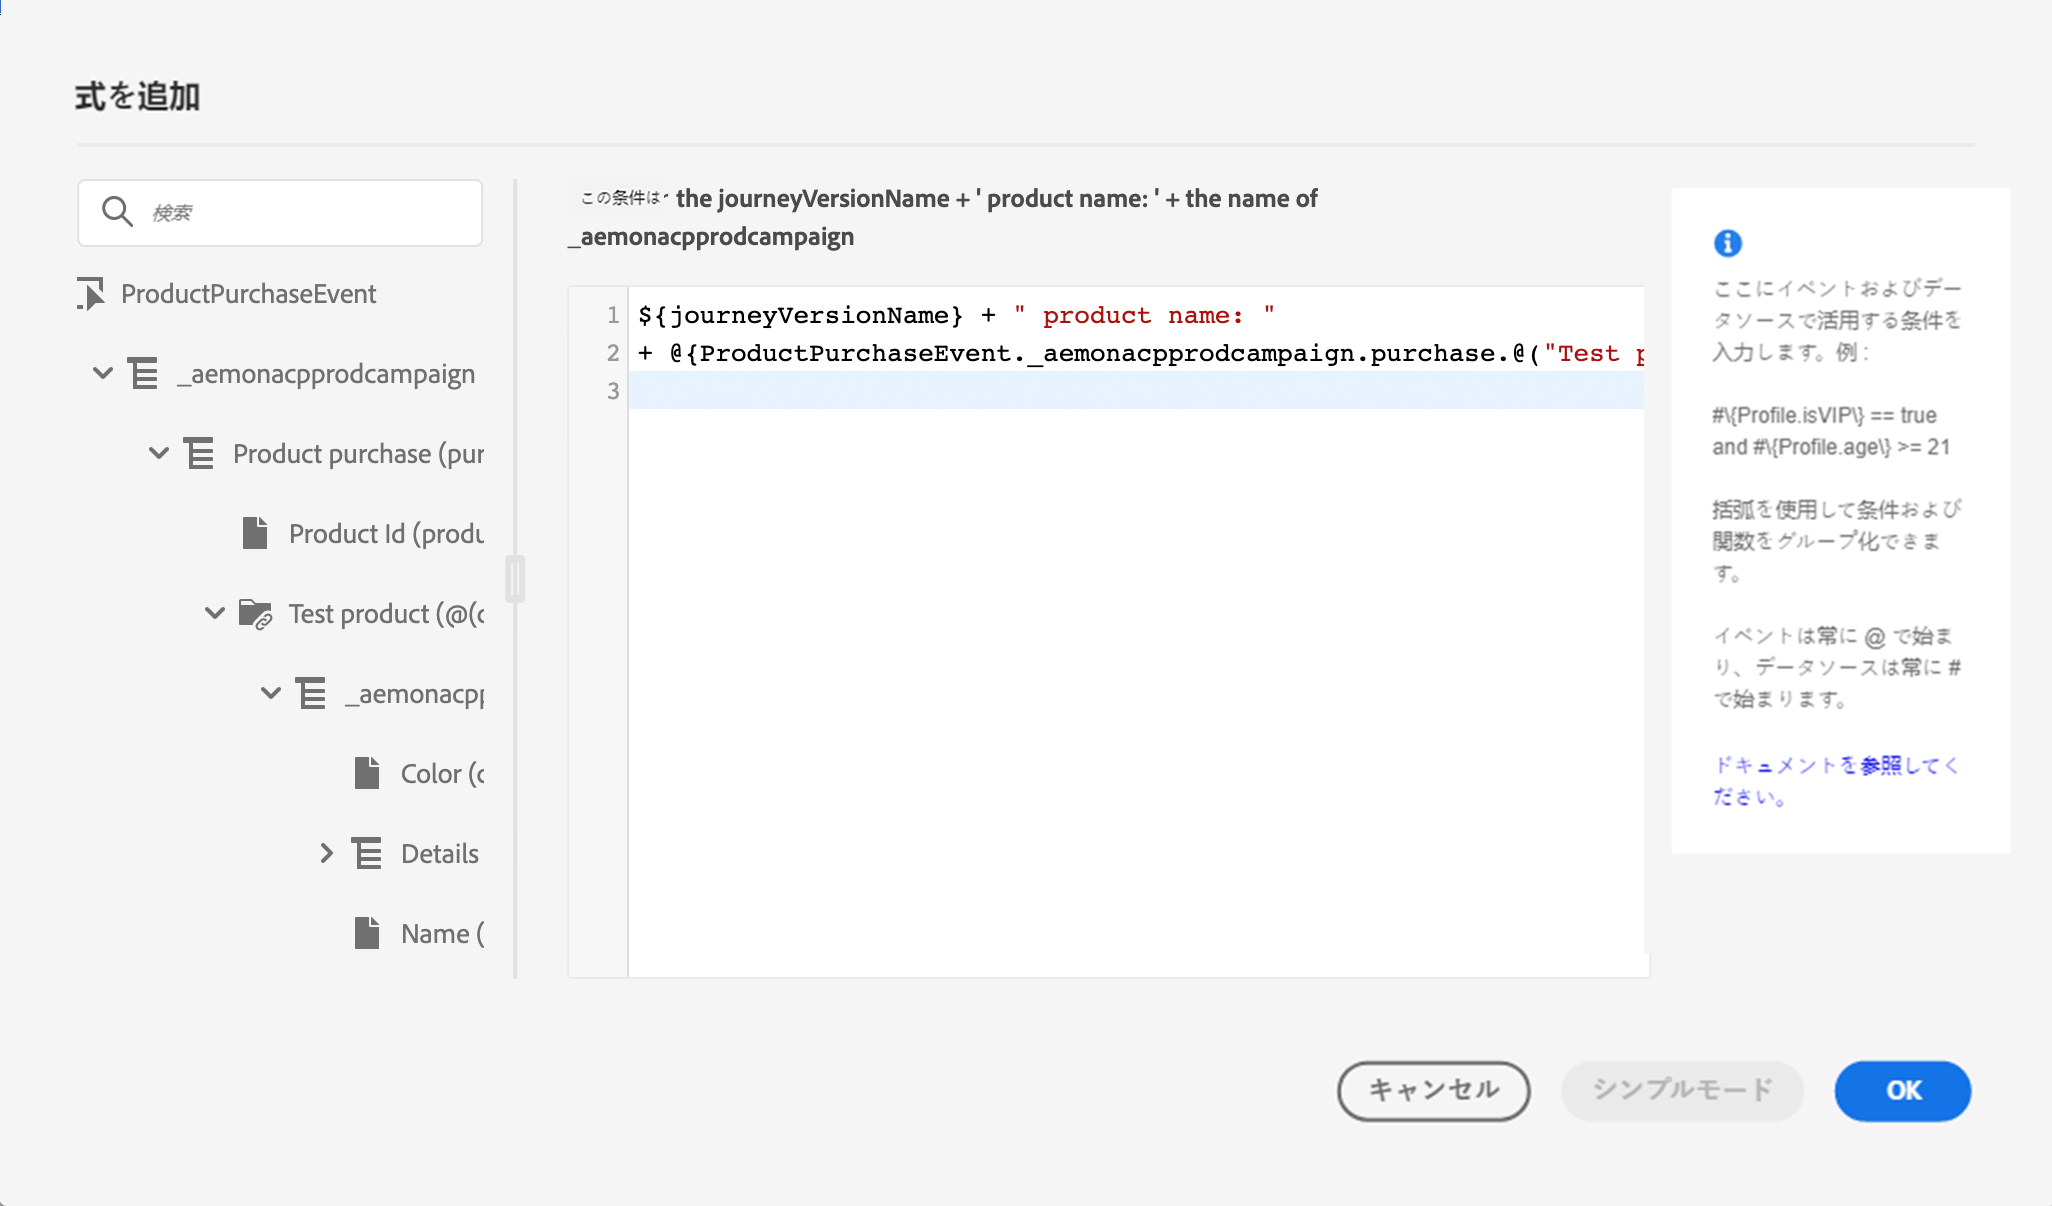 式を追加
検索
ProductPurchaseEvent
_aemonacpprodcampaign
Product purchase (pur
Product Id (produ
Test product (@(c
_aemonacpp
Color (c
Details
Name (
この条件は the journeyVersionName + ' product name: ' + the name of
_aemonacpprodcampaign
1 ${journeyVersionName} + " product name: "
2 + @{ProductPurchaseEvent._aemonacpprodcampaign.purchase.@("Test p
3
ここにイベントおよびデー
タソースで活用する条件を
入力します。例：
#\{Profile.isVIP\} == true
and #\{Profile.age\} >= 21
括弧を使用して条件および
関数をグループ化できま
す。
イベントは常に @ で始ま
り、データソースは常に #
で始まります。
ドキュメントを参照してく
ださい。
キャンセル
シンプルモード
OK